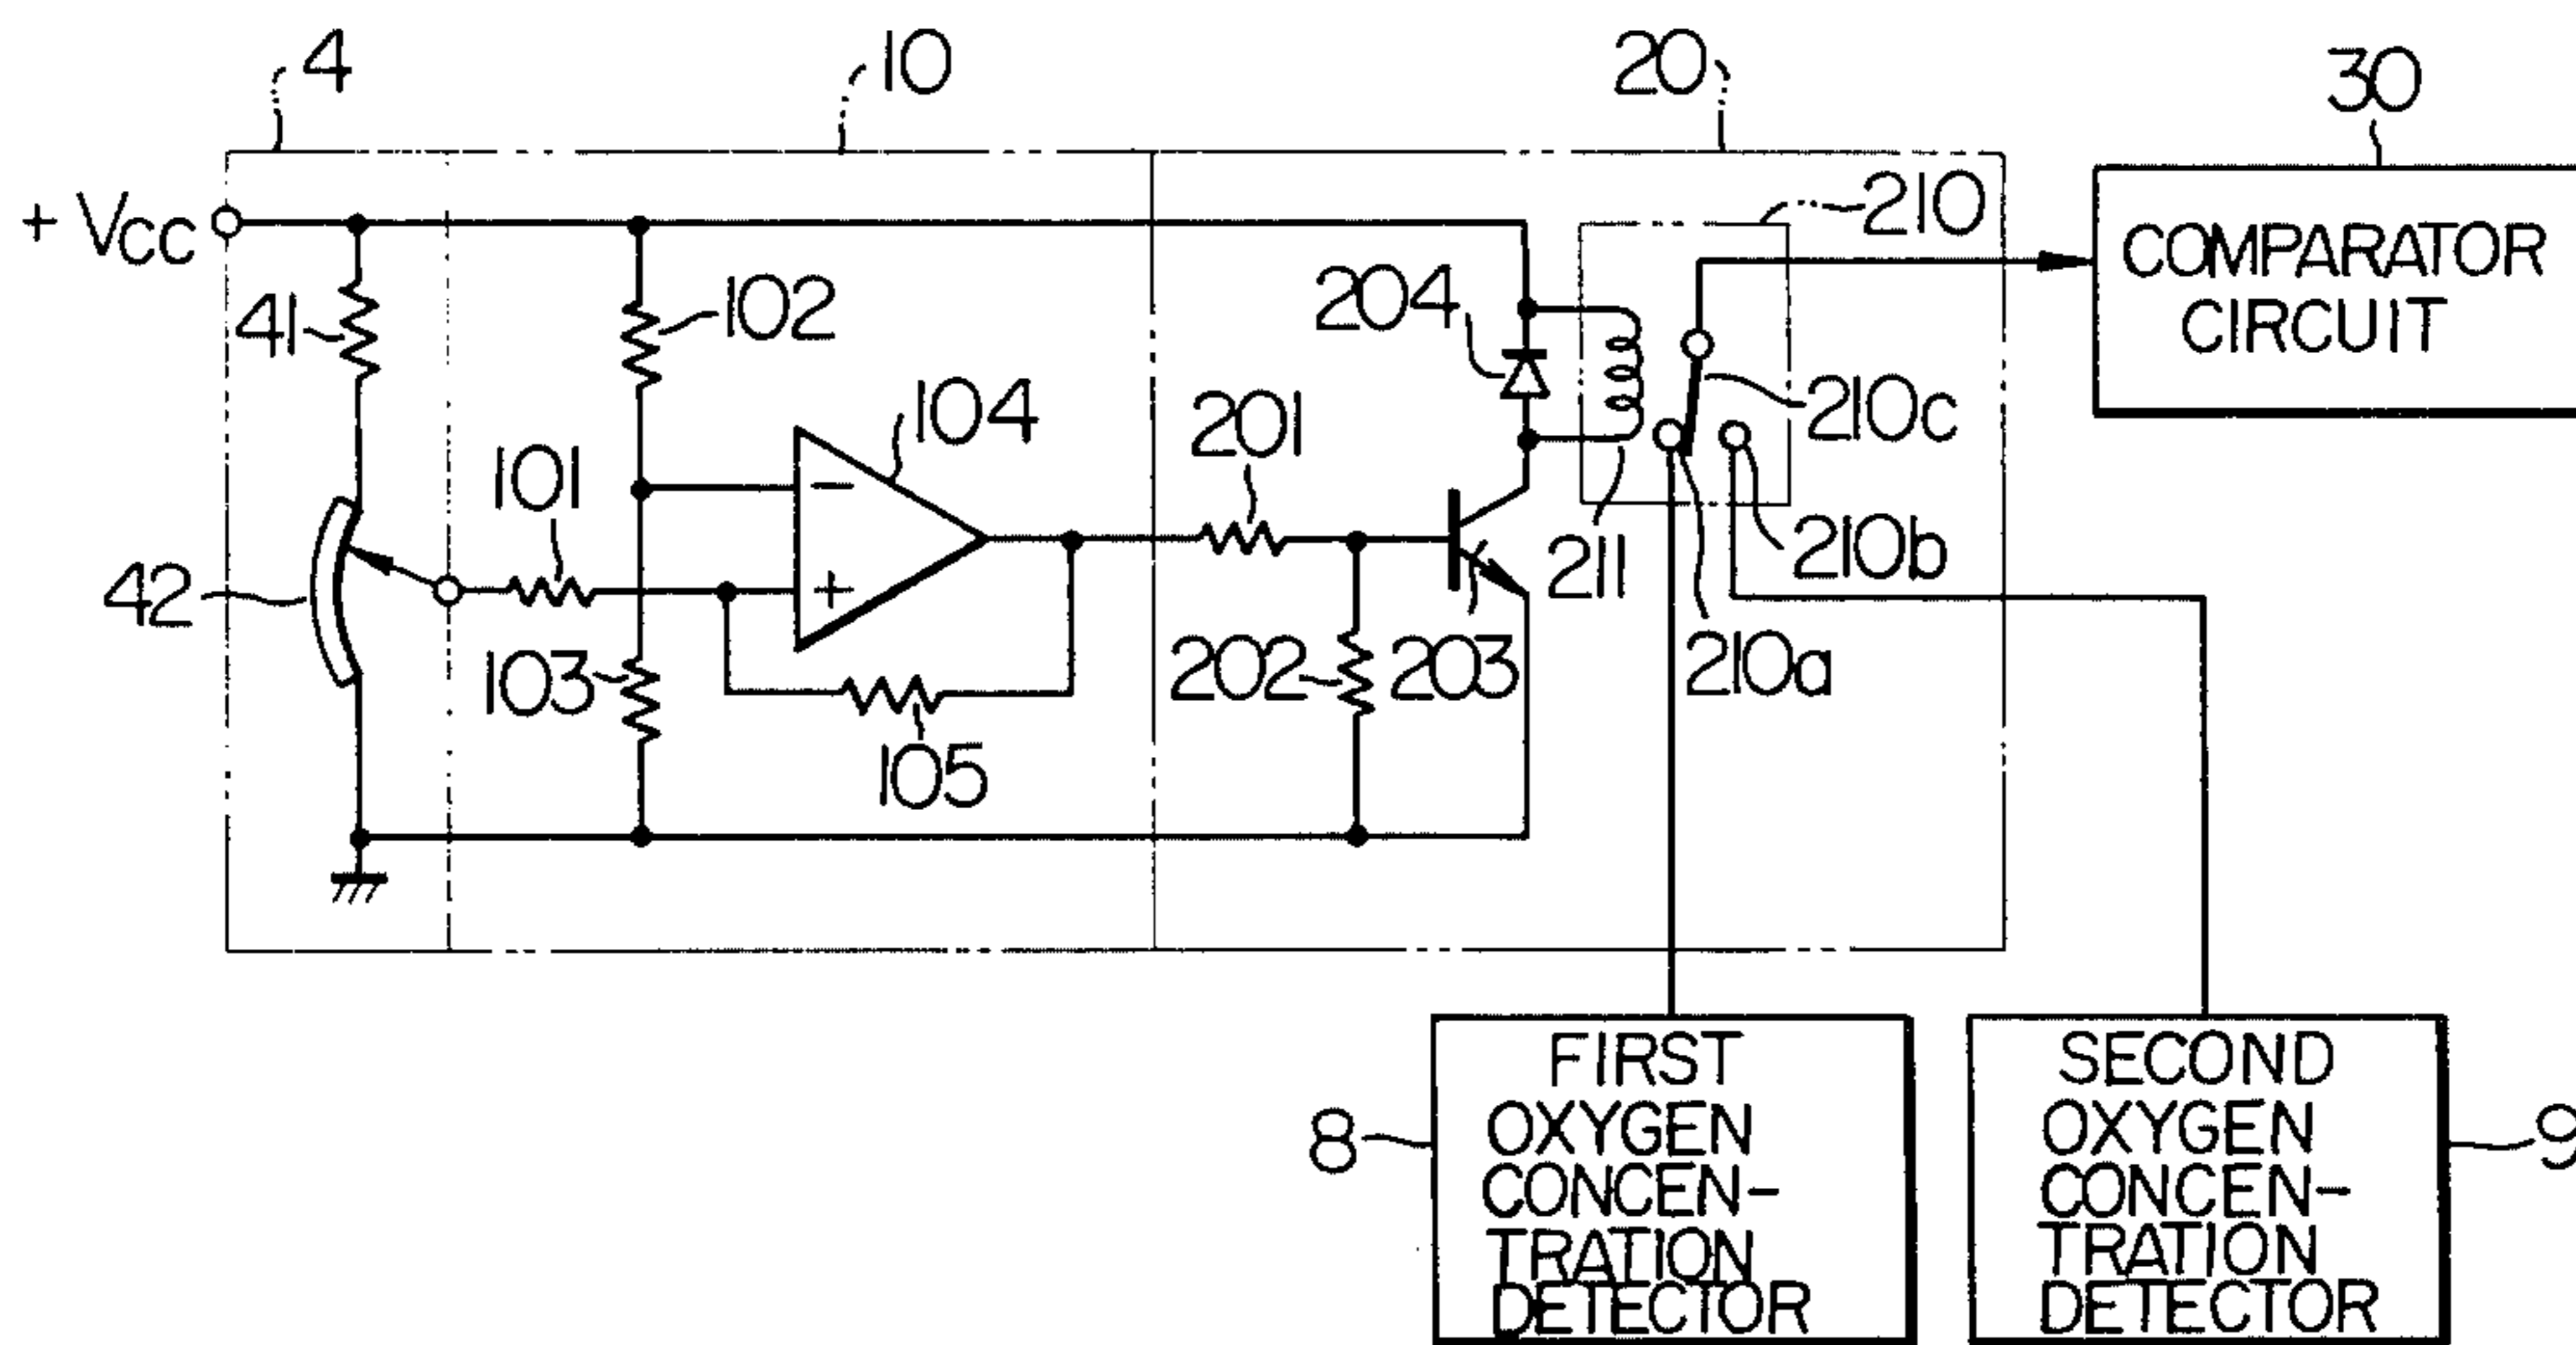 4
10
20
30
+ VCC
210
COMPARATOR
CIRCUIT
41
102
204
104
201
210c
101
42
211
210b
103
202
203
210a
105
-
+
8
FIRST
OXYGEN
CONCEN-
TRATION
DETECTOR
SECOND
OXYGEN
CONCEN-
TRATION
DETECTOR
9